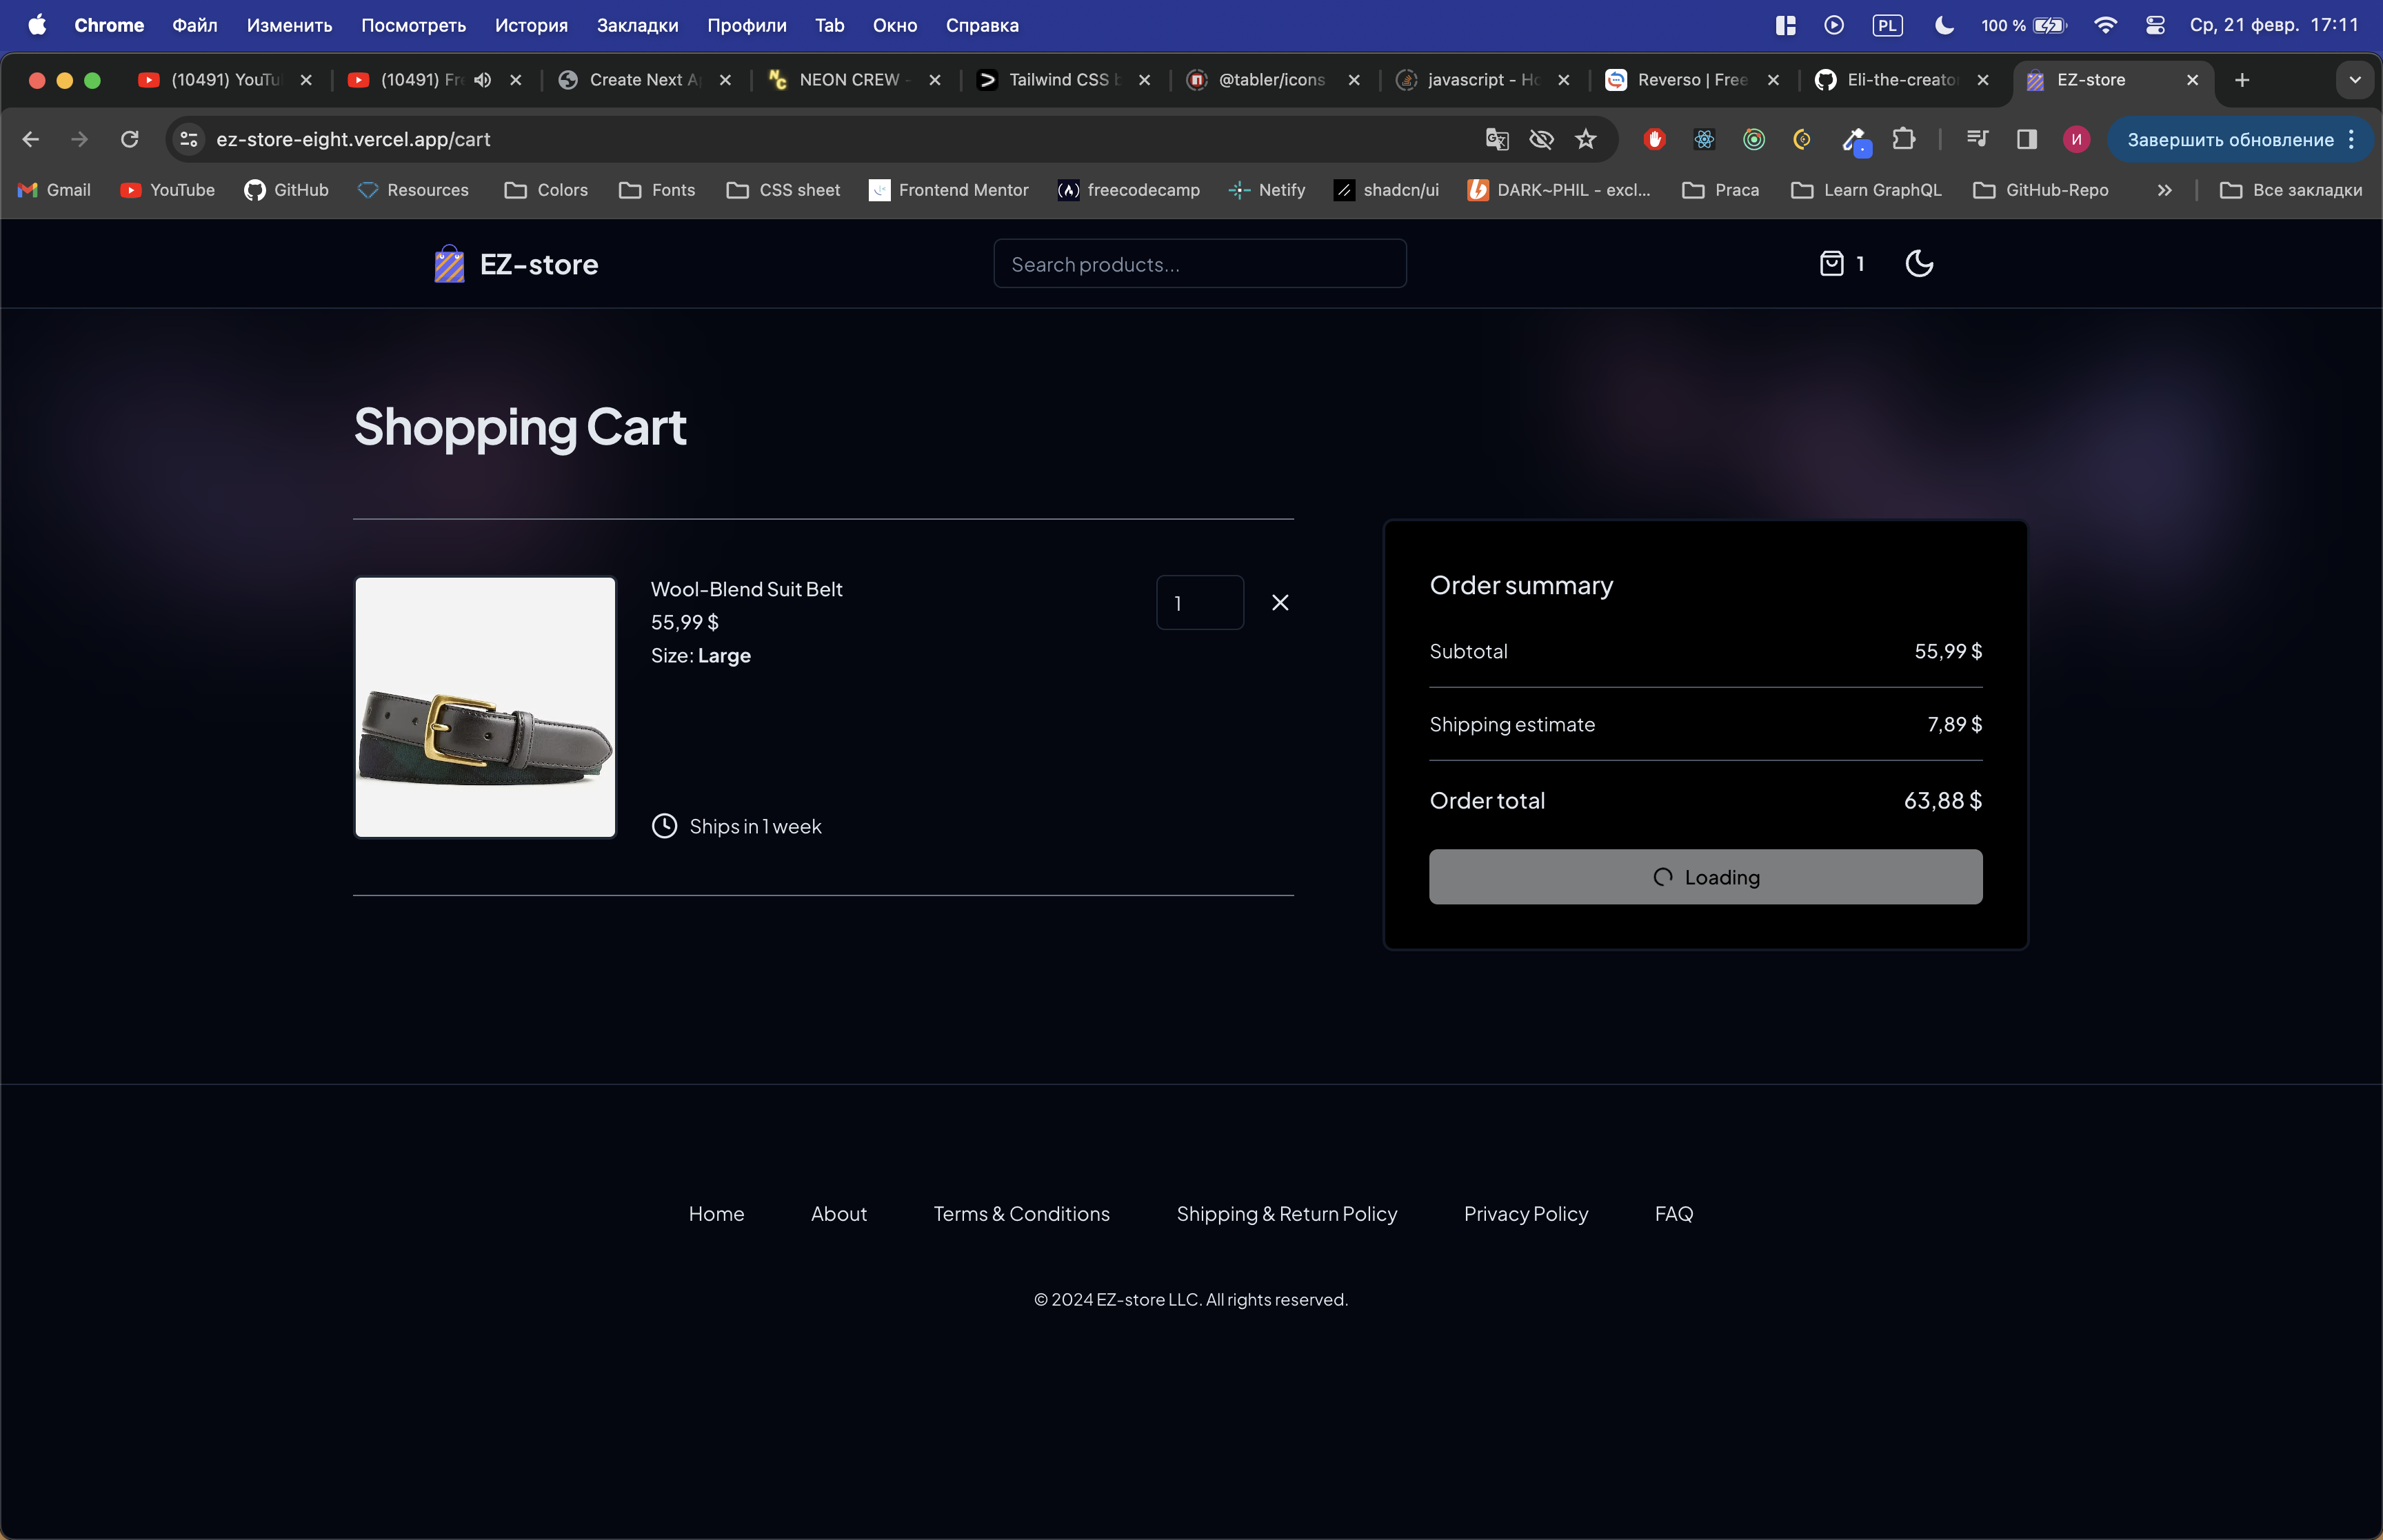 Chrome Файл Изменить Посмотреть История Закладки Профили Tab Окно Справка PL 100 % Ср, 21 февр. 17:11
(10491) YouTu (10491) Fre Create Next A NEON CREW - Tailwind CSS b @tabler/icons javascript - Ho Reverso | Free Eli-the-creator EZ-store
ez-store-eight.vercel.app/cart И Завершить обновление
Gmail YouTube GitHub Resources Colors Fonts CSS sheet Frontend Mentor freecodecamp Netify shadcn/ui DARK~PHIL - excl... Praca Learn GraphQL GitHub-Repo » Все закладки
EZ-store Search products... 1
Shopping Cart
Wool-Blend Suit Belt
55,99 $
Size: Large
1
Ships in 1 week
Order summary
Subtotal 55,99 $
Shipping estimate 7,89 $
Order total 63,88 $
Loading
Home About Terms & Conditions Shipping & Return Policy Privacy Policy FAQ
© 2024 EZ-store LLC. All rights reserved.